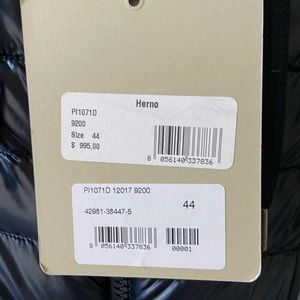 Herno
PI1071D
9200
Size 44
$ 995,00
8 056140 337836
PI1071D 12017 9200
42981-38447-5
44
8 056140 337836
00001